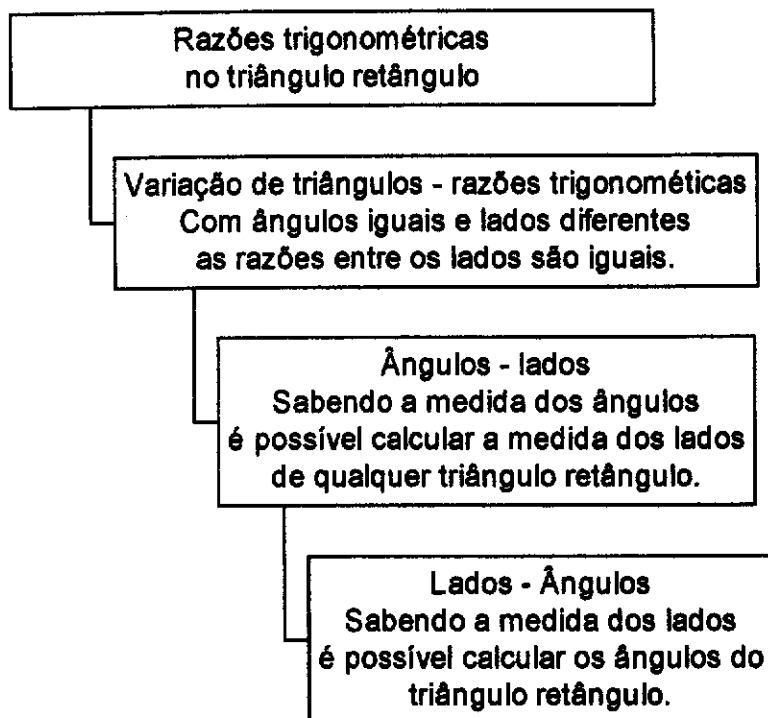 Razões trigonométricas
no triângulo retângulo
Variação de triângulos - razões trigonométicas
Com ângulos iguais e lados diferentes
as razões entre os lados são iguais.
Ângulos - lados
Sabendo a medida dos ângulos
é possível calcular a medida dos lados
de qualquer triângulo retângulo.
Lados - Ângulos
Sabendo a medida dos lados
é possível calcular os ângulos do
triângulo retângulo.